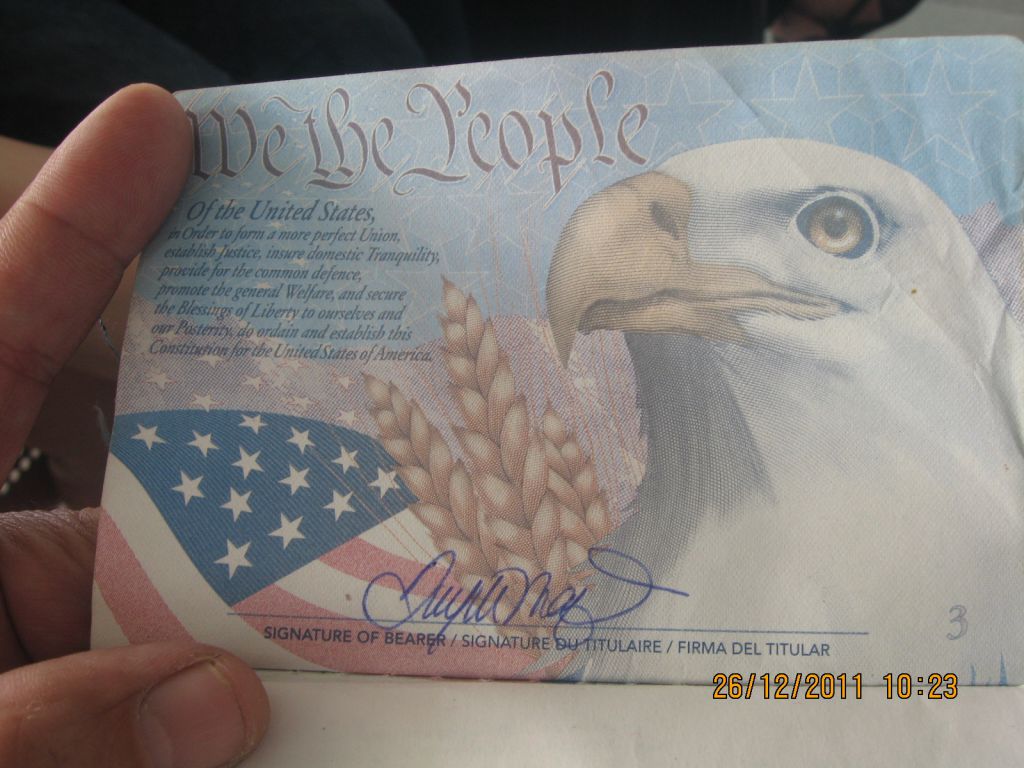 We the People
Of the United States,
in Order to form a more perfect Union,
establish Justice, insure domestic Tranquility,
provide for the common defence,
promote the general Welfare, and secure
the Blessings of Liberty to ourselves and
our Posterity, do ordain and establish this
Constitution for the United States of America.
SIGNATURE OF BEARER / SIGNATURE DU TITULAIRE / FIRMA DEL TITULAR
3
26/12/2011 10:23